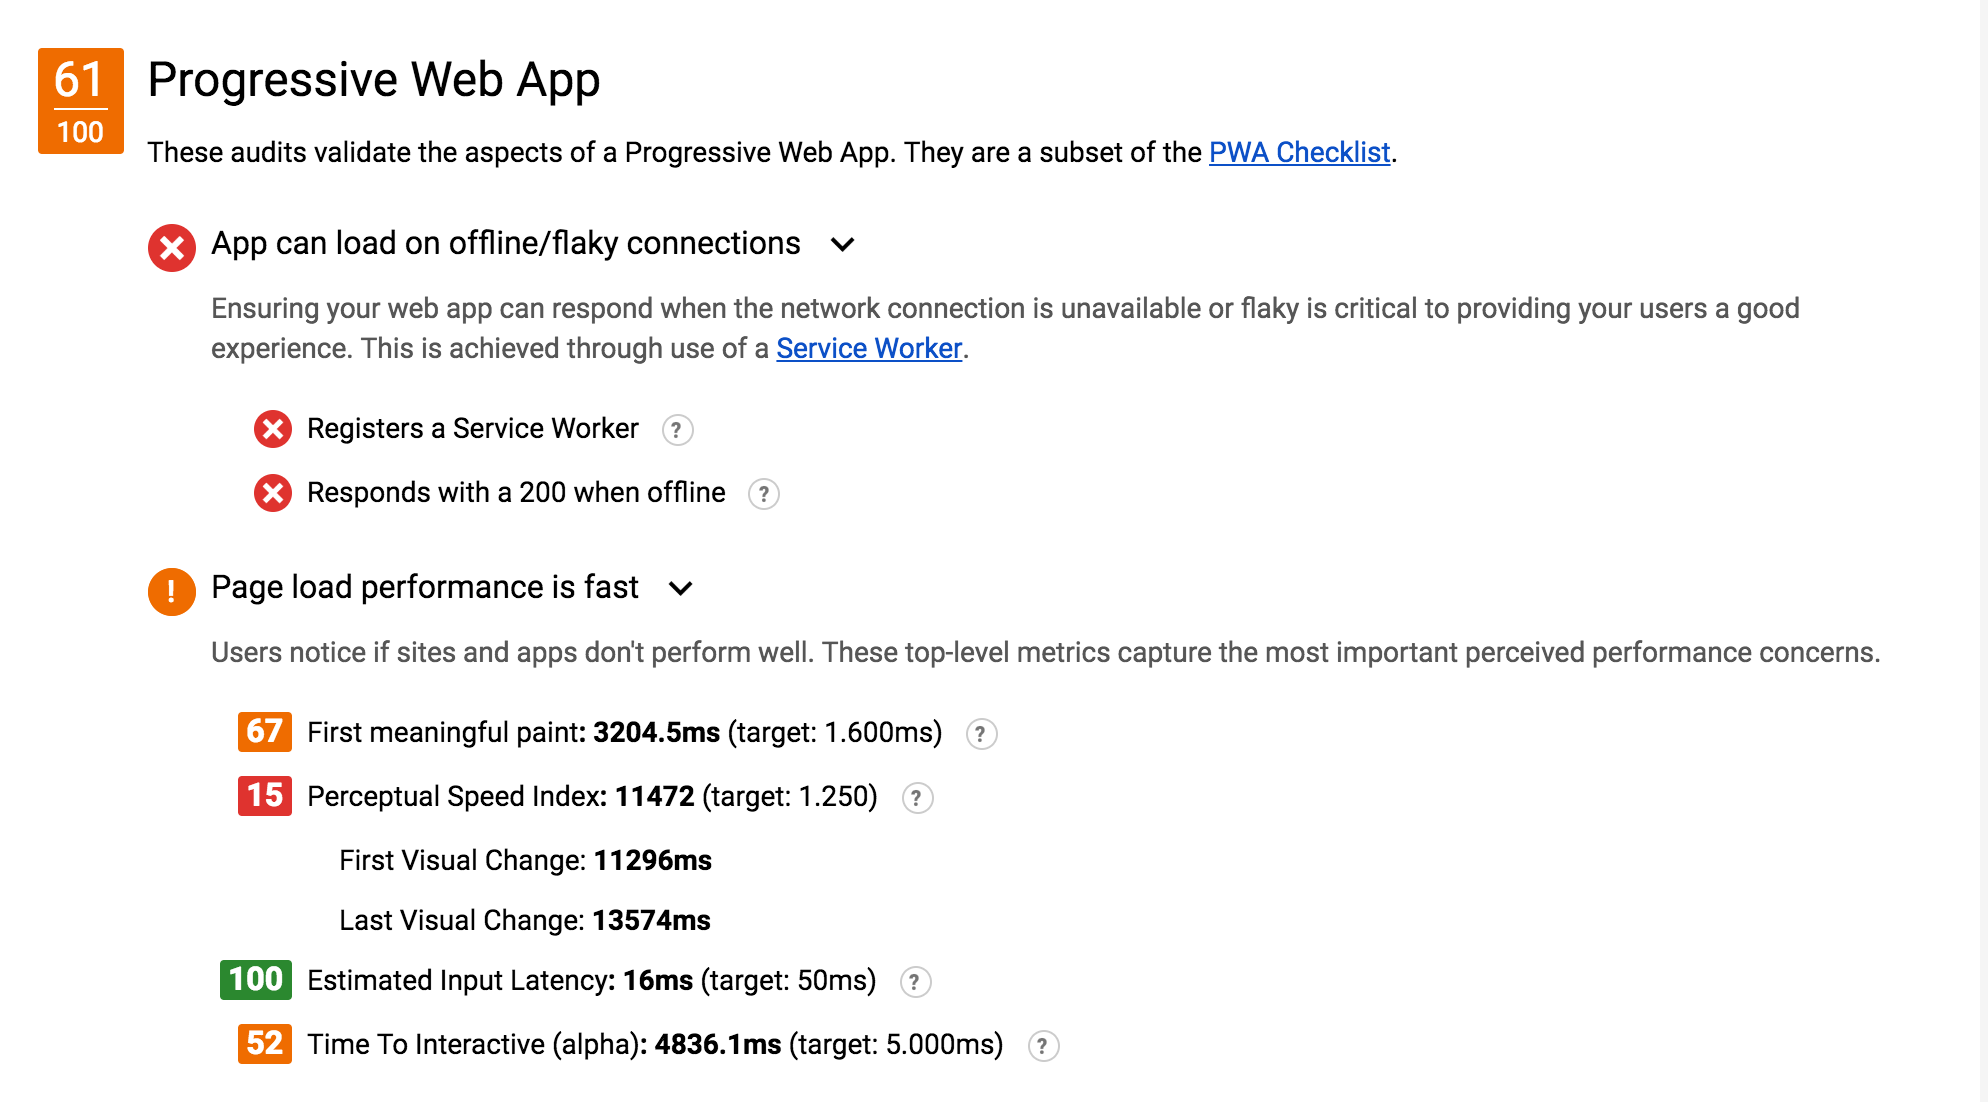 61
100
Progressive Web App
These audits validate the aspects of a Progressive Web App. They are a subset of the PWA Checklist.
App can load on offline/flaky connections
Ensuring your web app can respond when the network connection is unavailable or flaky is critical to providing your users a good
experience. This is achieved through use of a Service Worker.
Registers a Service Worker ?
Responds with a 200 when offline ?
! Page load performance is fast
Users notice if sites and apps don't perform well. These top-level metrics capture the most important perceived performance concerns.
67 First meaningful paint: 3204.5ms (target: 1.600ms) ?
15 Perceptual Speed Index: 11472 (target: 1.250) ?
First Visual Change: 11296ms
Last Visual Change: 13574ms
100 Estimated Input Latency: 16ms (target: 50ms) ?
52 Time To Interactive (alpha): 4836.1ms (target: 5.000ms) ?